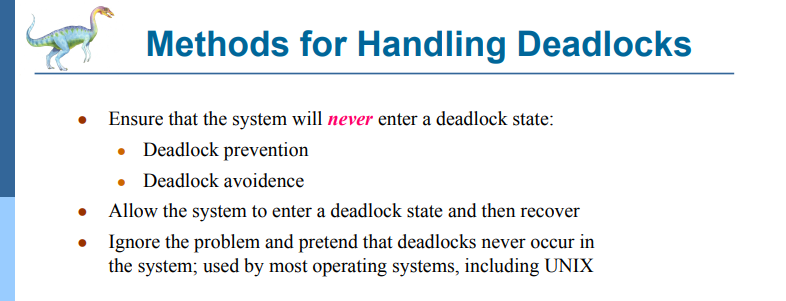 Methods for Handling Deadlocks
● Ensure that the system will never enter a deadlock state:
● Deadlock prevention
● Deadlock avoidence
● Allow the system to enter a deadlock state and then recover
● Ignore the problem and pretend that deadlocks never occur in
the system; used by most operating systems, including UNIX